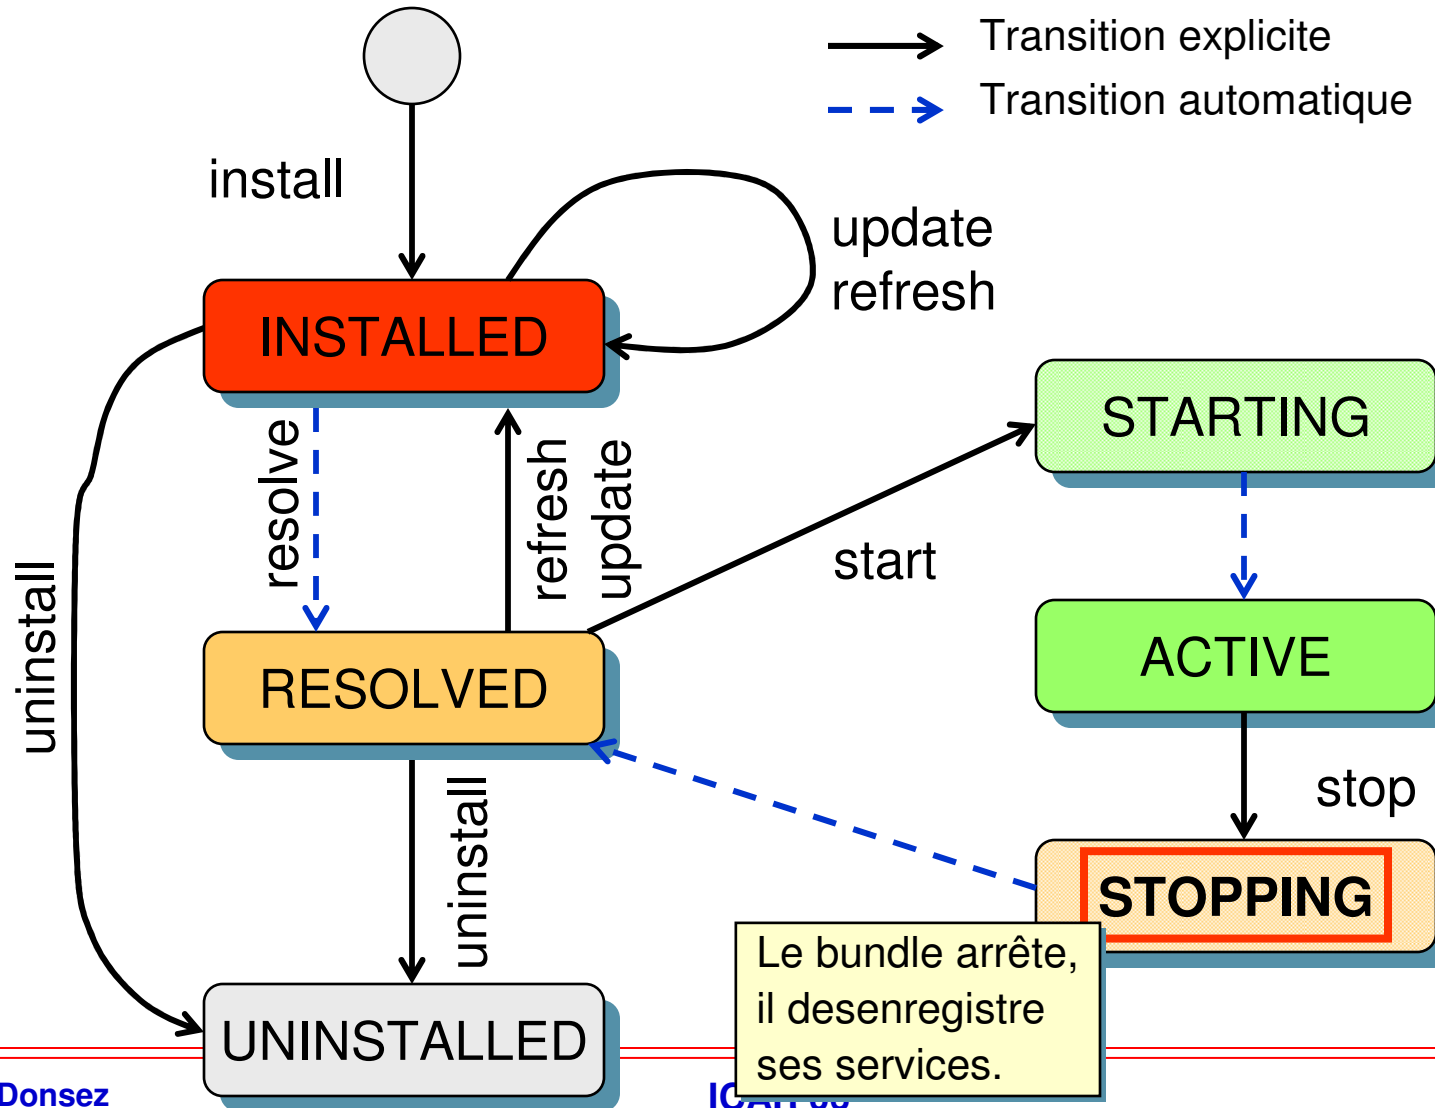 Transition explicite
Transition automatique
install
update
refresh
INSTALLED
STARTING
resolve
refresh
update
start
uninstall
RESOLVED
ACTIVE
stop
uninstall
STOPPING
Le bundle arrête,
il desenregistre
ses services.
UNINSTALLED
Donsez